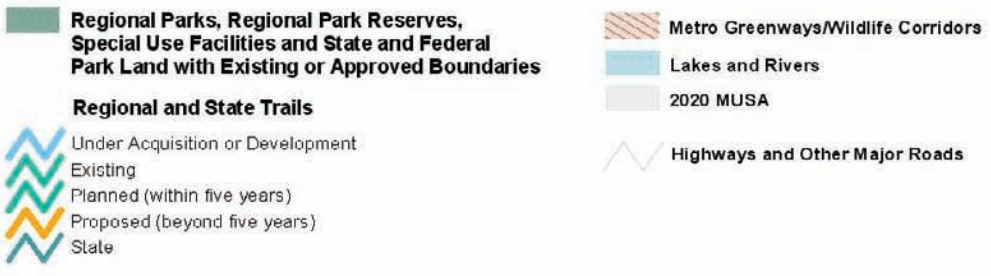 Regional Parks, Regional Park Reserves,
Special Use Facilities and State and Federal
Park Land with Existing or Approved Boundaries
Regional and State Trails
Under Acquisition or Development
Existing
Planned (within five years)
Proposed (beyond five years)
State
Metro Greenways/Wildlife Corridors
Lakes and Rivers
2020 MUSA
Highways and Other Major Roads